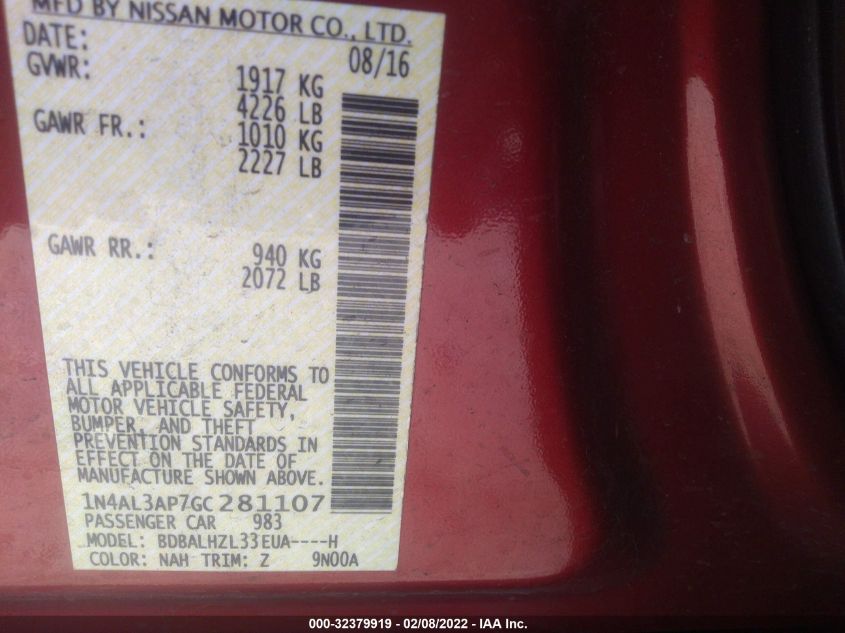 MFD BY NISSAN MOTOR CO., LTD.
DATE: 08/16
GVWR: 1917 KG
4226 LB
GAWR FR.: 1010 KG
2227 LB
GAWR RR.: 940 KG
2072 LB
THIS VEHICLE CONFORMS TO
ALL APPLICABLE FEDERAL
MOTOR VEHICLE SAFETY,
BUMPER, AND THEFT
PREVENTION STANDARDS IN
EFFECT ON THE DATE OF
MANUFACTURE SHOWN ABOVE.
1N4AL3AP7GC281107
PASSENGER CAR 983
MODEL: BDBALHZL33EUA----H
COLOR: NAH TRIM: Z 9N00A
000-32379919 - 02/08/2022 - IAA Inc.